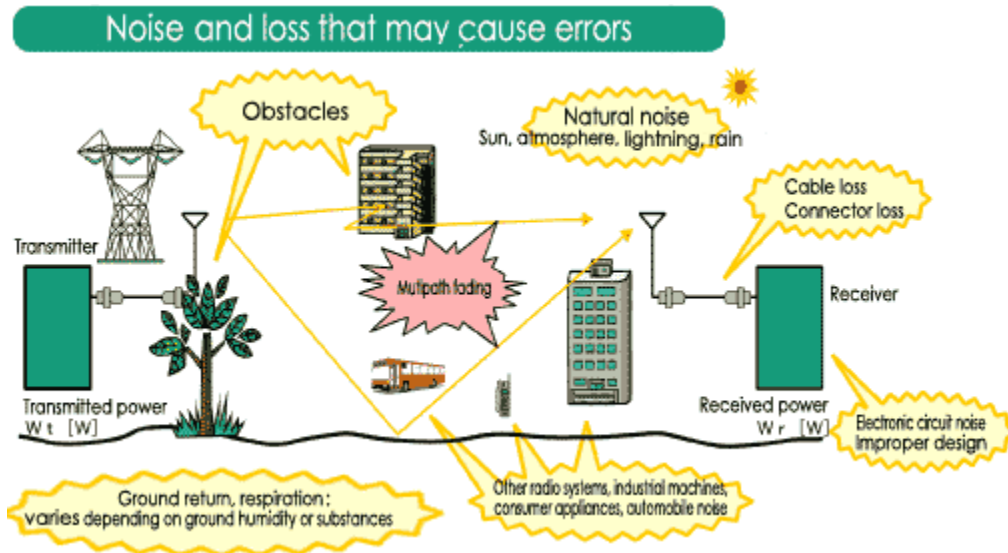 Noise and loss that may cause errors
Obstacles
Natural noise
Sun, atmosphere, lightning, rain
Cable loss
Connector loss
Transmitter
Mutipath fading
Receiver
Transmitted power
W t [W]
Received power
W r [W]
Electronic circuit noise
Improper design
Ground return, respiration:
varies depending on ground humidity or substances
Other radio systems, industrial machines,
consumer appliances, automobile noise